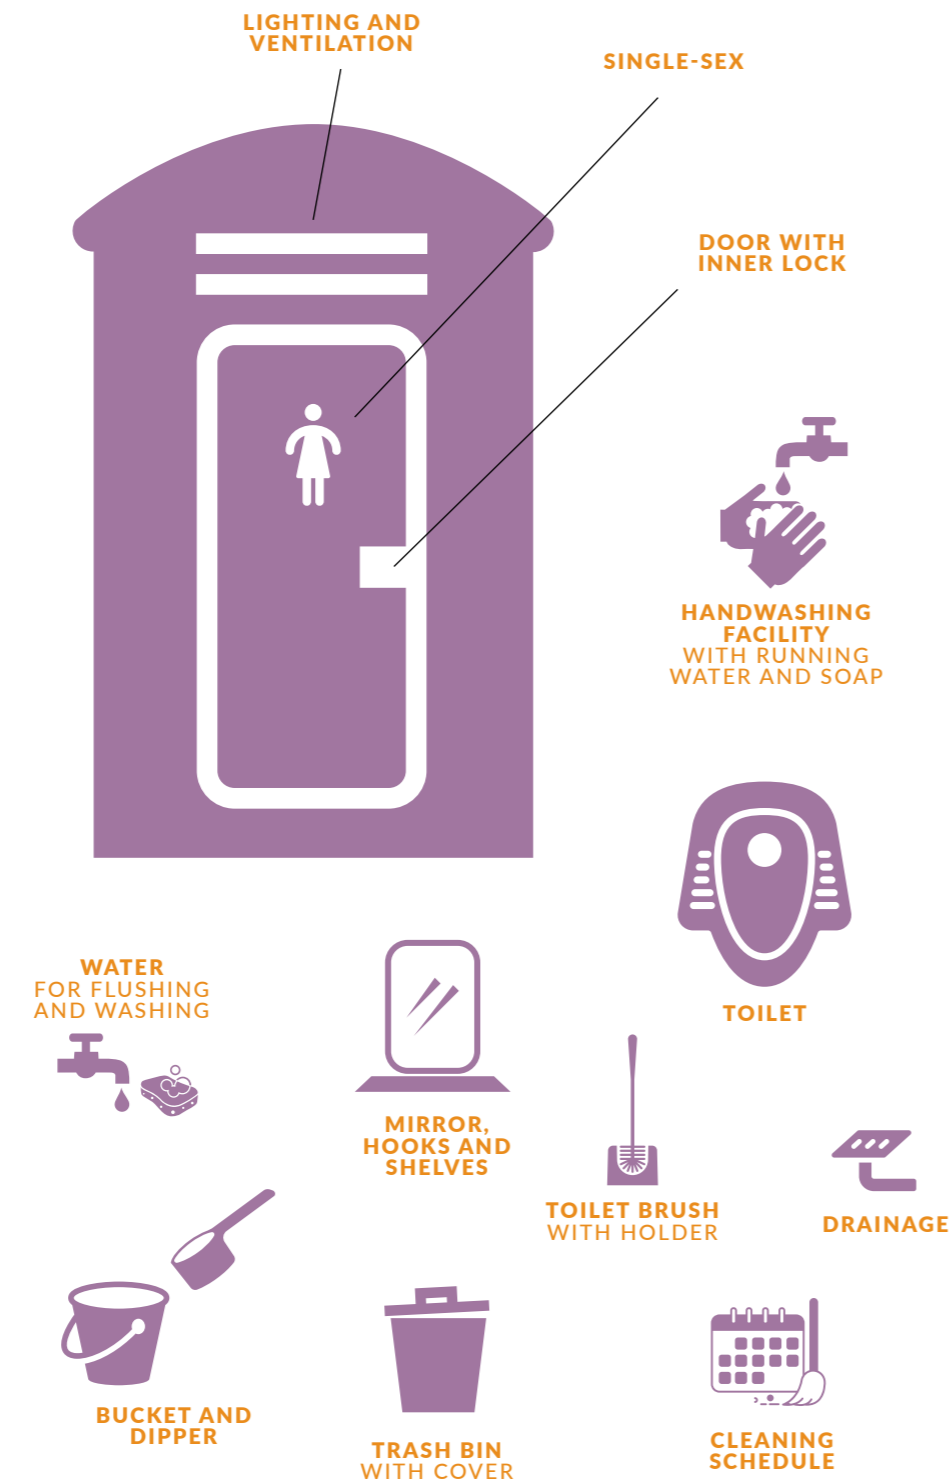 LIGHTING AND
VENTILATION
SINGLE-SEX
DOOR WITH
INNER LOCK
HANDWASHING
FACILITY
WITH RUNNING
WATER AND SOAP
WATER
FOR FLUSHING
AND WASHING
TOILET
MIRROR,
HOOKS AND
SHELVES
TOILET BRUSH
WITH HOLDER
DRAINAGE
BUCKET AND
DIPPER
TRASH BIN
WITH COVER
CLEANING
SCHEDULE